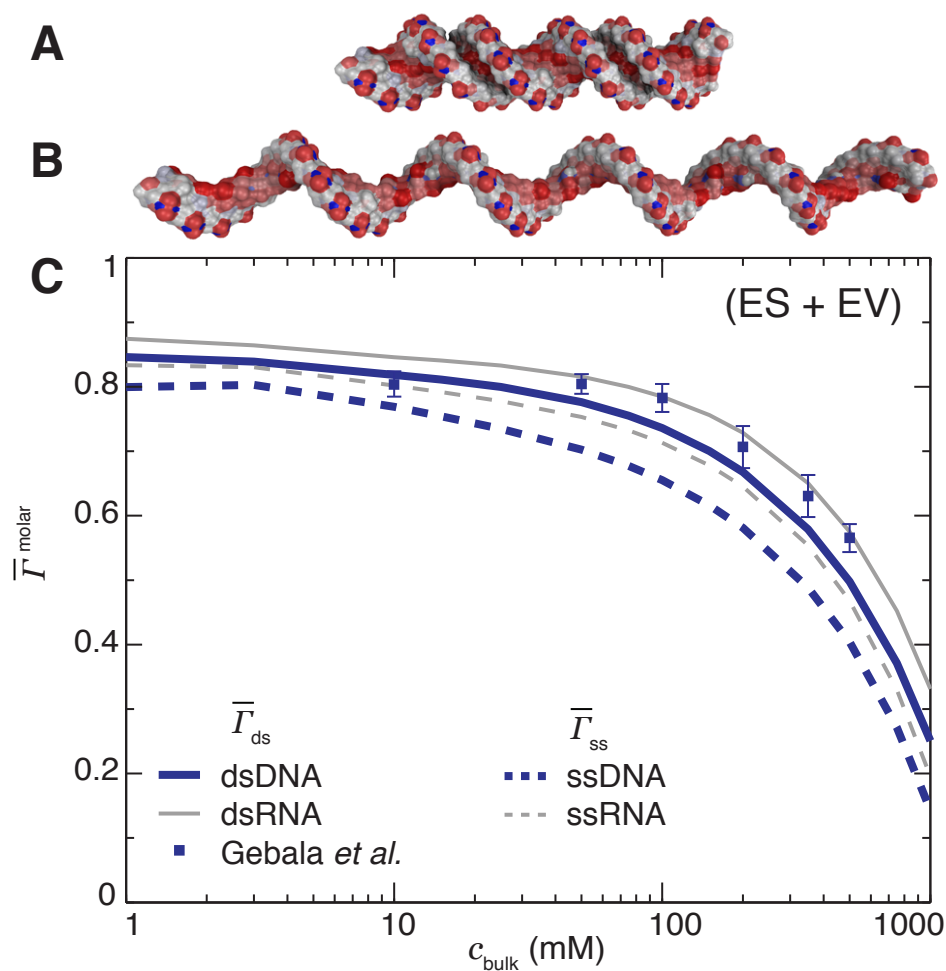 A
B
C
(ES + EV)
1
0.8
0.6
0.4
0.2
0
Γ̅ molar
Γ̅ds
Γ̅ss
dsDNA
ssDNA
dsRNA
ssRNA
Gebala et al.
1
10
100
1000
cbulk (mM)